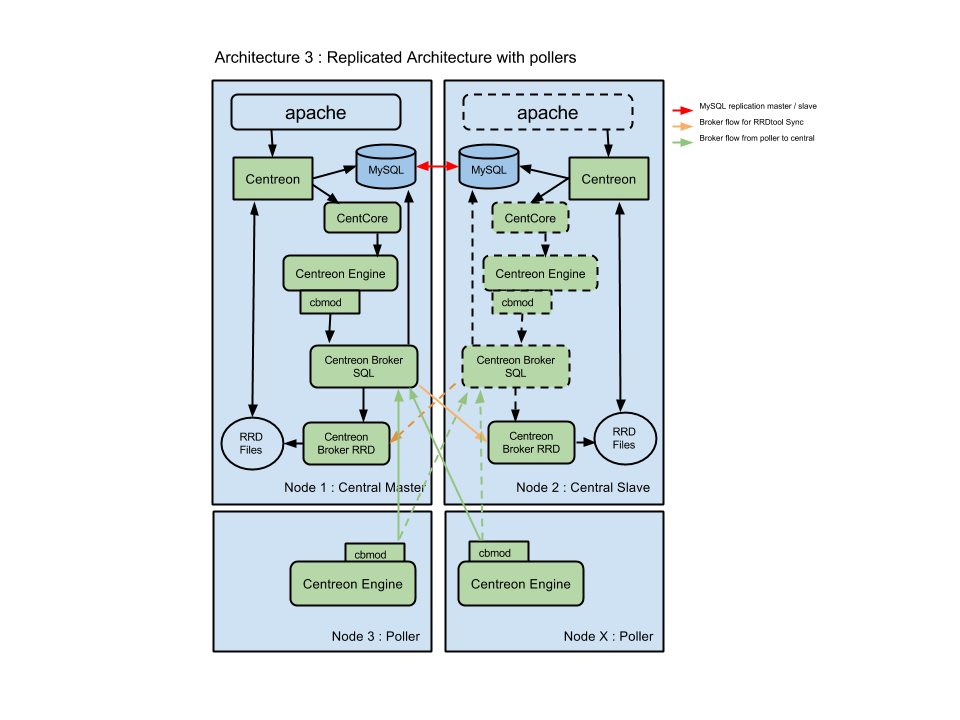 Architecture 3 : Replicated Architecture with pollers
apache
apache
MySQL replication master / slave
Broker flow for RRDtool Sync
Broker flow from poller to central
Centreon
MySQL
MySQL
Centreon
CentCore
CentCore
Centreon Engine
Centreon Engine
cbmod
cbmod
Centreon Broker
SQL
Centreon Broker
SQL
RRD
Files
Centreon
Broker RRD
Centreon
Broker RRD
RRD
Files
Node 1 : Central Master
Node 2 : Central Slave
cbmod
cbmod
Centreon Engine
Centreon Engine
Node 3 : Poller
Node X : Poller